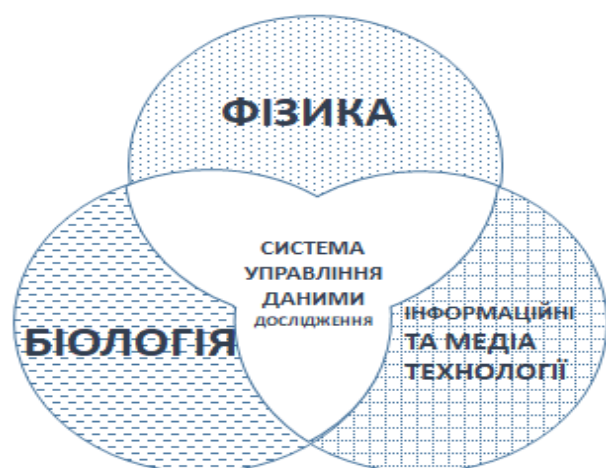 ФІЗИКА
СИСТЕМА
УПРАВЛІННЯ
ДАНИМИ
ДОСЛІДЖЕННЯ
БІОЛОГІЯ
ІНФОРМАЦІЙНІ
ТА МЕДІА
ТЕХНОЛОГІЇ